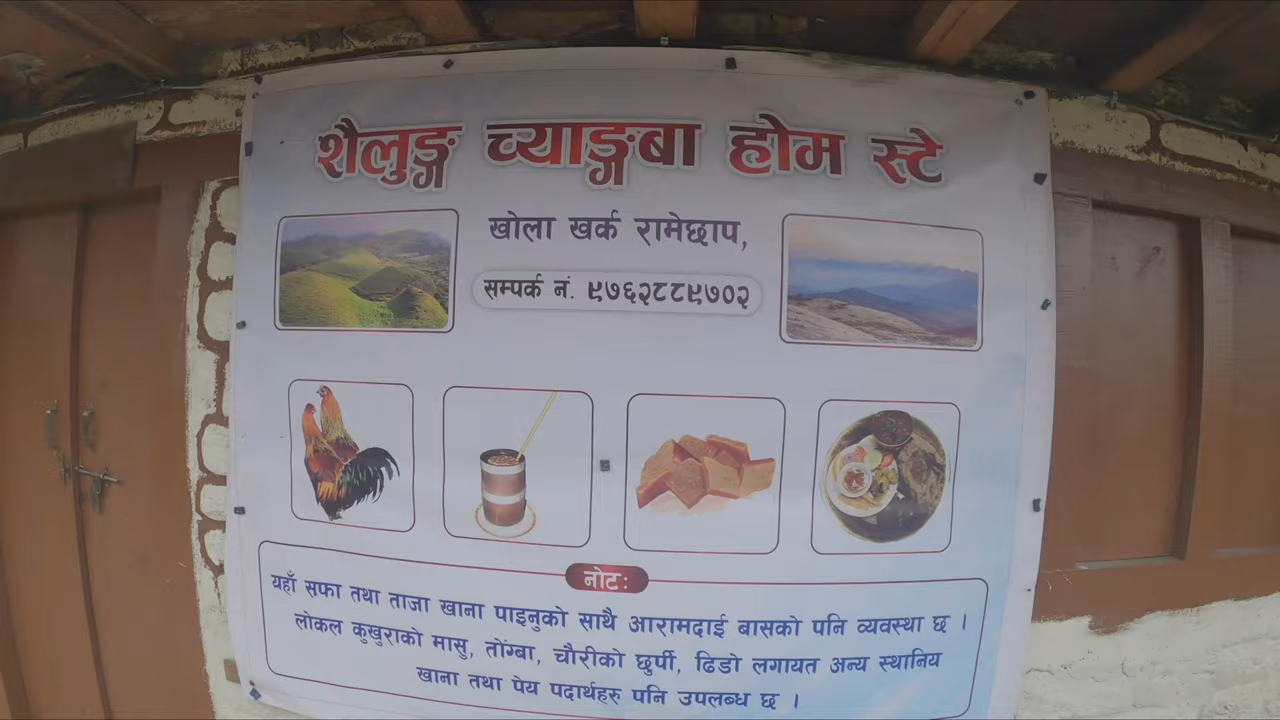 शैलुङ्ग च्याङ्गबा होम स्टे
खोला खर्क रामेछाप,
सम्पर्क नं. ९७६२८८९७०२
नोटः
यहाँ सफा तथा ताजा खाना पाइनुको साथै आरामदाई बासको पनि व्यवस्था छ ।
लोकल कुखुराको मासु, तोंग्बा, चौरीको छुर्पी, ढिडो लगायत अन्य स्थानिय
खाना तथा पेय पदार्थहरु पनि उपलब्ध छ ।